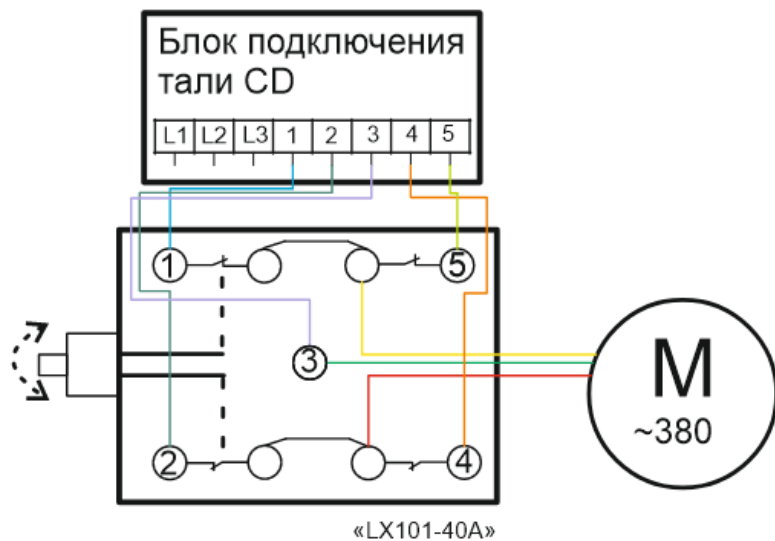 Блок подключения
тали CD
L1 L2 L3 1 2 3 4 5
1 5
3
2 4
M
~380
«LX101-40A»